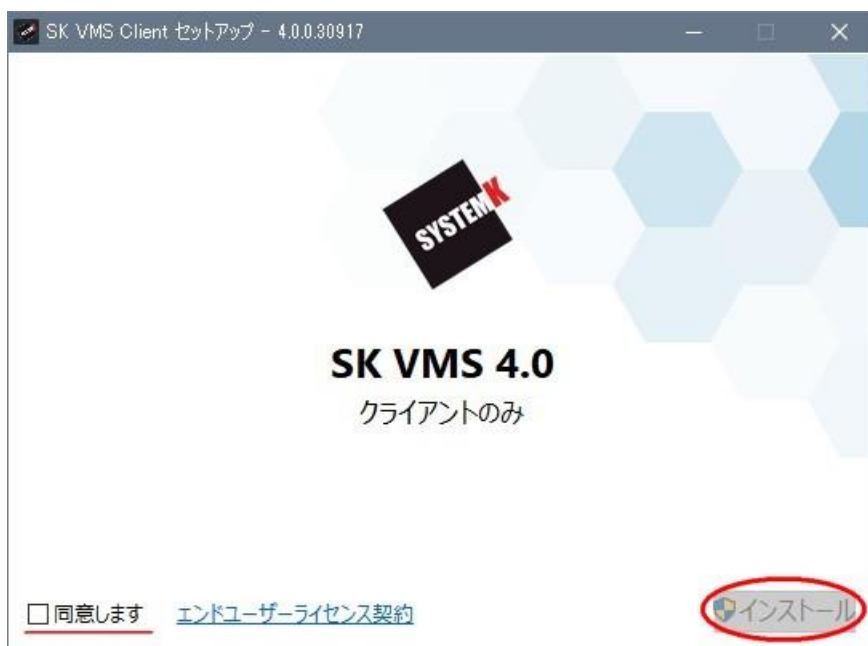 SK VMS Client セットアップ - 4.0.0.30917
SYSTEMK
SK VMS 4.0
クライアントのみ
同意します エンドユーザーライセンス契約 インストール